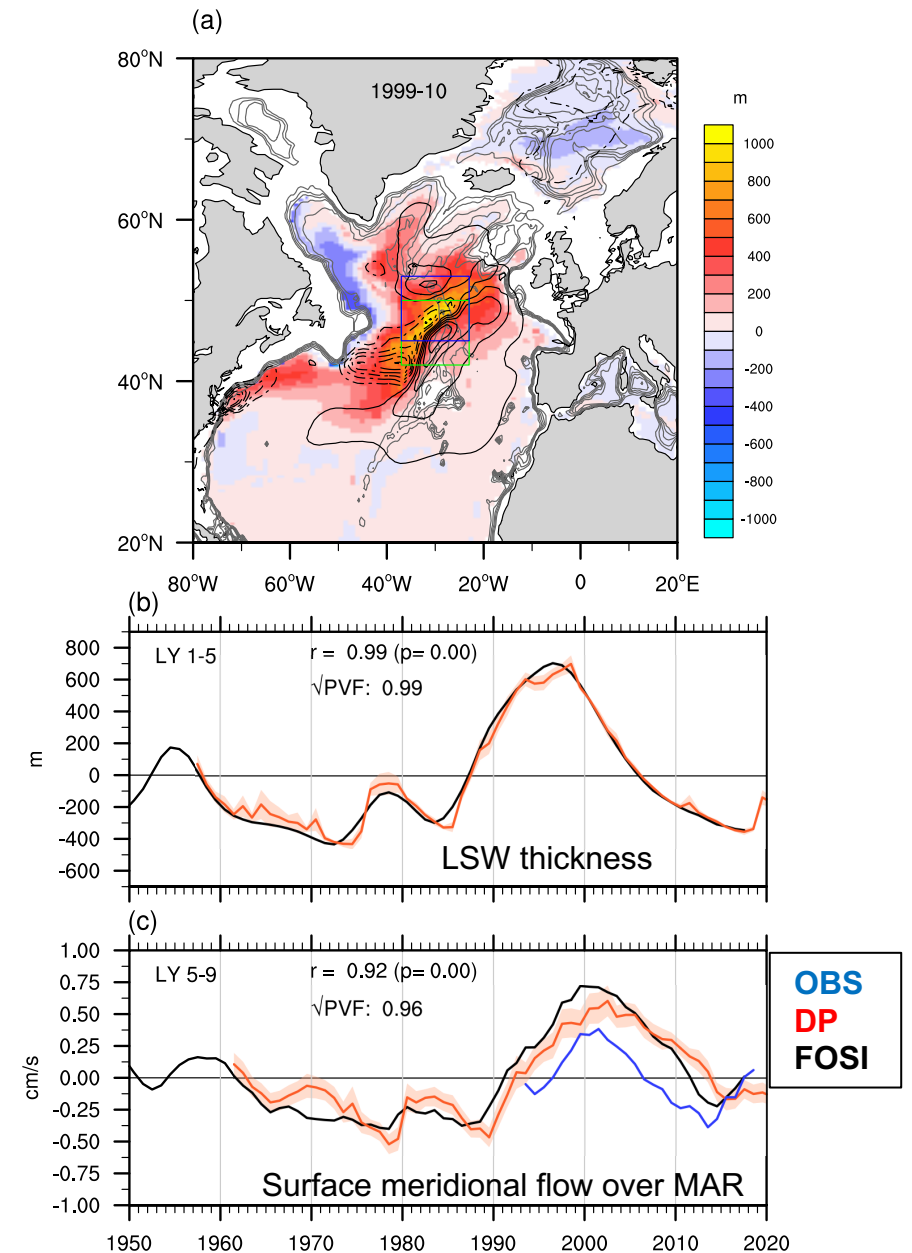 (a)
80°N
60°N
40°N
20°N
1999-10
80°W 60°W 40°W 20°W 0 20°E
m
1000
800
600
400
200
0
-200
-400
-600
-800
-1000
(b)
LY 1-5
r = 0.99 (p= 0.00)
√PVF: 0.99
800
600
400
200
0
-200
-400
-600
m
LSW thickness
(c)
LY 5-9
r = 0.92 (p= 0.00)
√PVF: 0.96
1.00
0.75
0.50
0.25
0.00
-0.25
-0.50
-0.75
-1.00
cm/s
Surface meridional flow over MAR
1950 1960 1970 1980 1990 2000 2010 2020
OBS
DP
FOSI